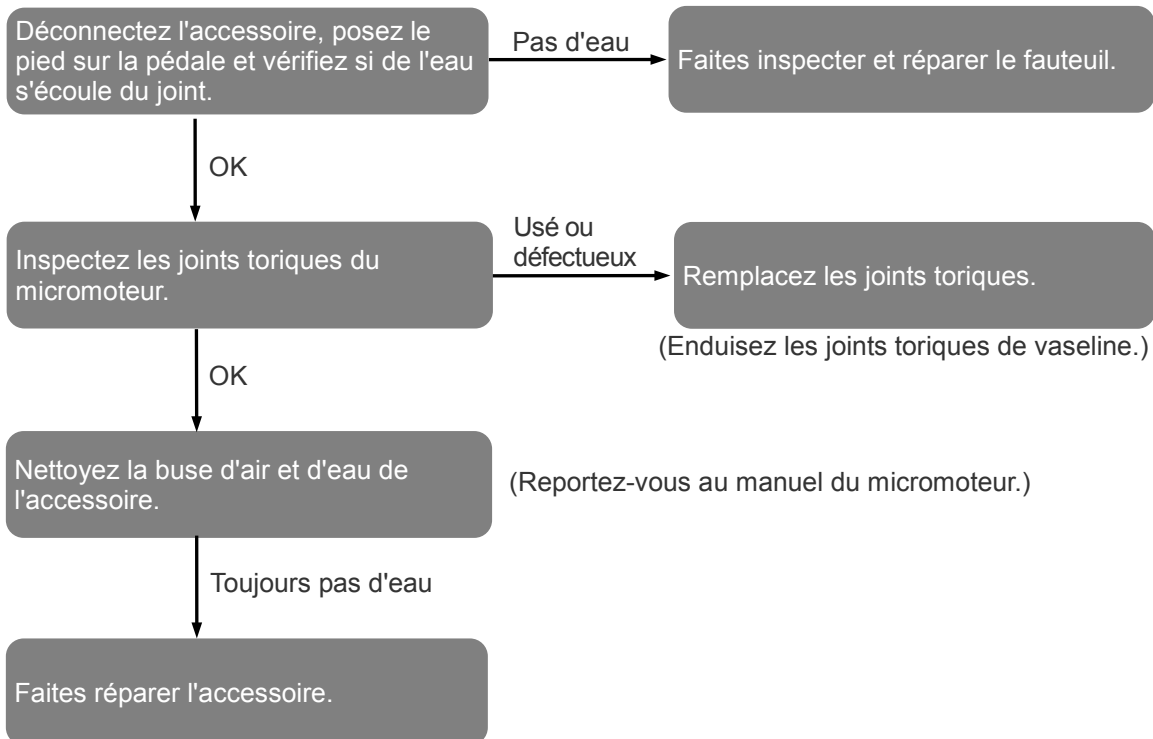 Déconnectez l'accessoire, posez le
pied sur la pédale et vérifiez si de l'eau
s'écoule du joint.
Pas d'eau
Faites inspecter et réparer le fauteuil.
OK
Inspectez les joints toriques du
micromoteur.
Usé ou
défectueux
Remplacez les joints toriques.
(Enduisez les joints toriques de vaseline.)
OK
Nettoyez la buse d'air et d'eau de
l'accessoire.
(Reportez-vous au manuel du micromoteur.)
Toujours pas d'eau
Faites réparer l'accessoire.